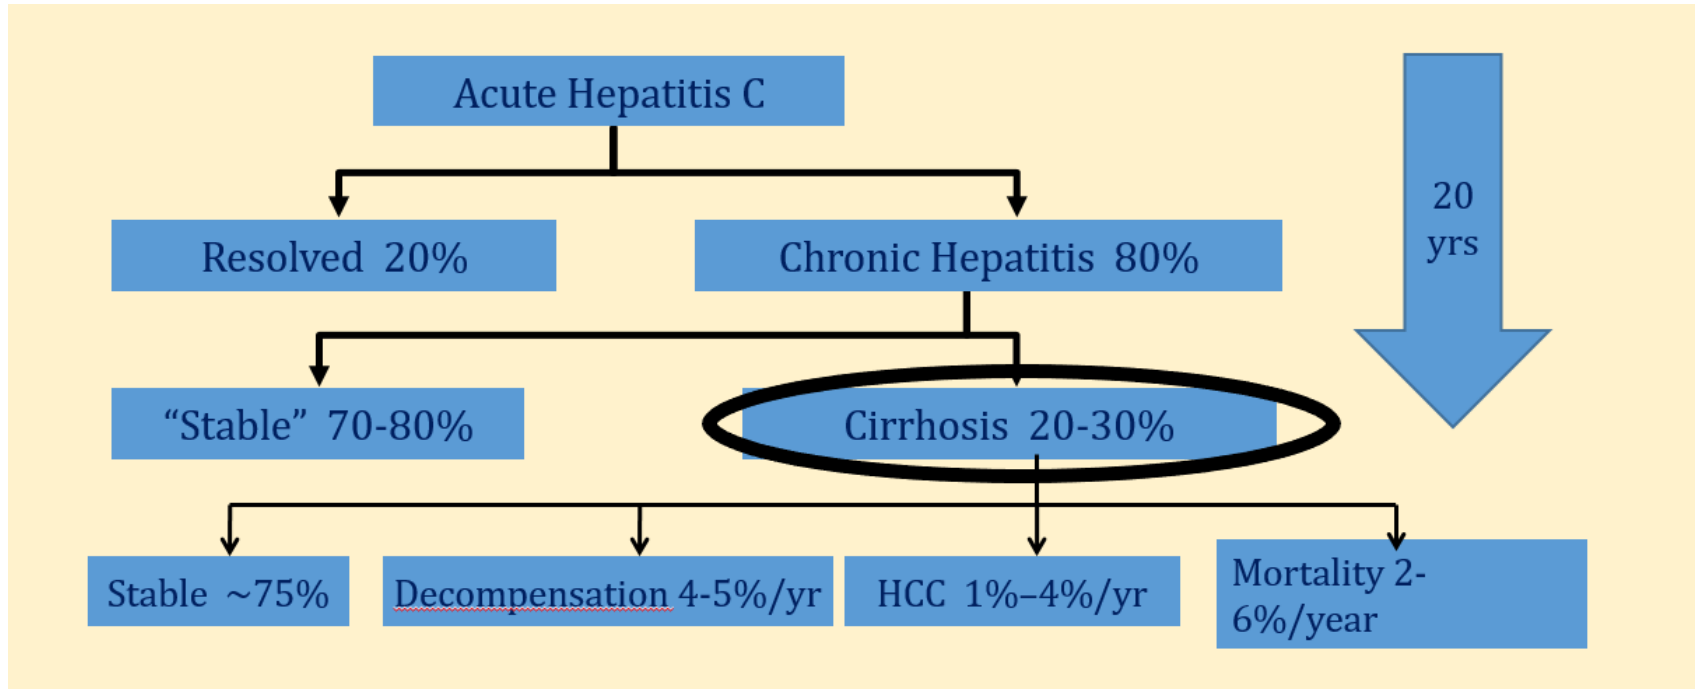 Acute Hepatitis C
20
yrs
Resolved 20%
Chronic Hepatitis 80%
“Stable” 70-80%
Cirrhosis 20-30%
Stable ~75%
Decompensation 4-5%/yr
HCC 1%–4%/yr
Mortality 2-
6%/year